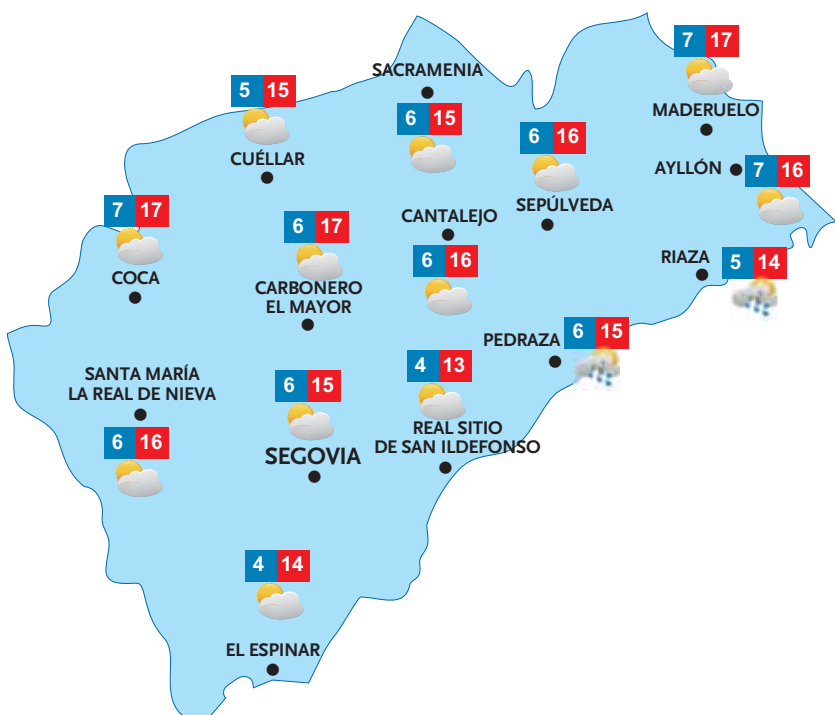 7 17
MADERUELO
SACRAMENIA
6 15
5 15
CUÉLLAR
6 16
SEPÚLVEDA
AYLLÓN
7 16
7 17
COCA
6 17
CARBONERO
EL MAYOR
CANTALEJO
6 16
RIAZA
5 14
PEDRAZA
6 15
SANTA MARÍA
LA REAL DE NIEVA
6 16
6 15
SEGOVIA
4 13
REAL SITIO
DE SAN ILDEFONSO
4 14
EL ESPINAR